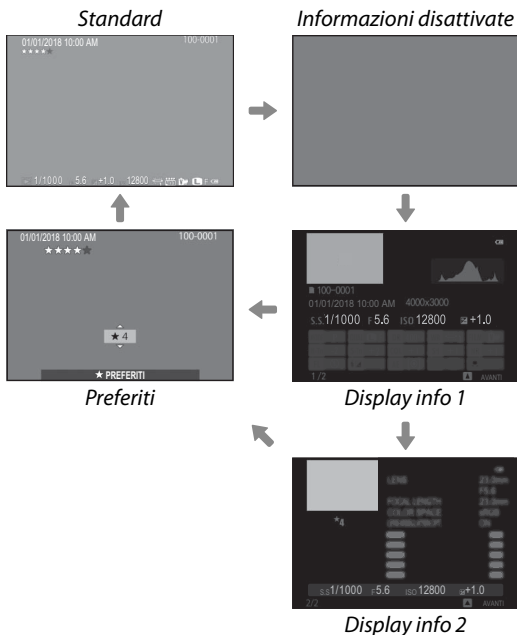 Standard
Informazioni disattivate
01/01/2018 10:00 AM 100-0001
★★★★★
1/1000 5.6 +1.0 12800 L F
01/01/2018 10:00 AM 100-0001
★★★★★
★ 4
★ PREFERITI
Preferiti
100-0001
01/01/2018 10:00 AM 4000x3000
S.S. 1/1000 F 5.6 ISO 12800 +1.0
1/2 AVANTI
Display info 1
LENS 23.0mm
F5.6
FOCAL LENGTH 23.0mm
COLOR SPACE sRGB
ON
★4
S.S 1/1000 F 5.6 ISO 12800 +1.0
2/2 AVANTI
Display info 2